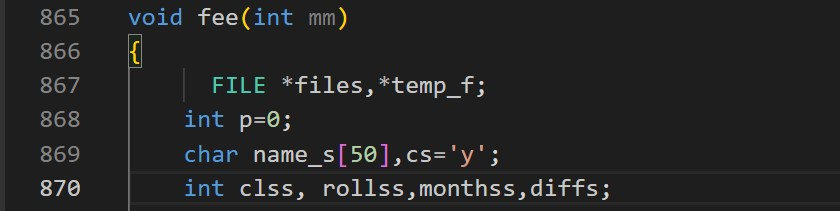 865 void fee(int mm)
866 {
867 FILE *files,*temp_f;
868 int p=0;
869 char name_s[50],cs='y';
870 int clss, rollss,monthss,diffs;